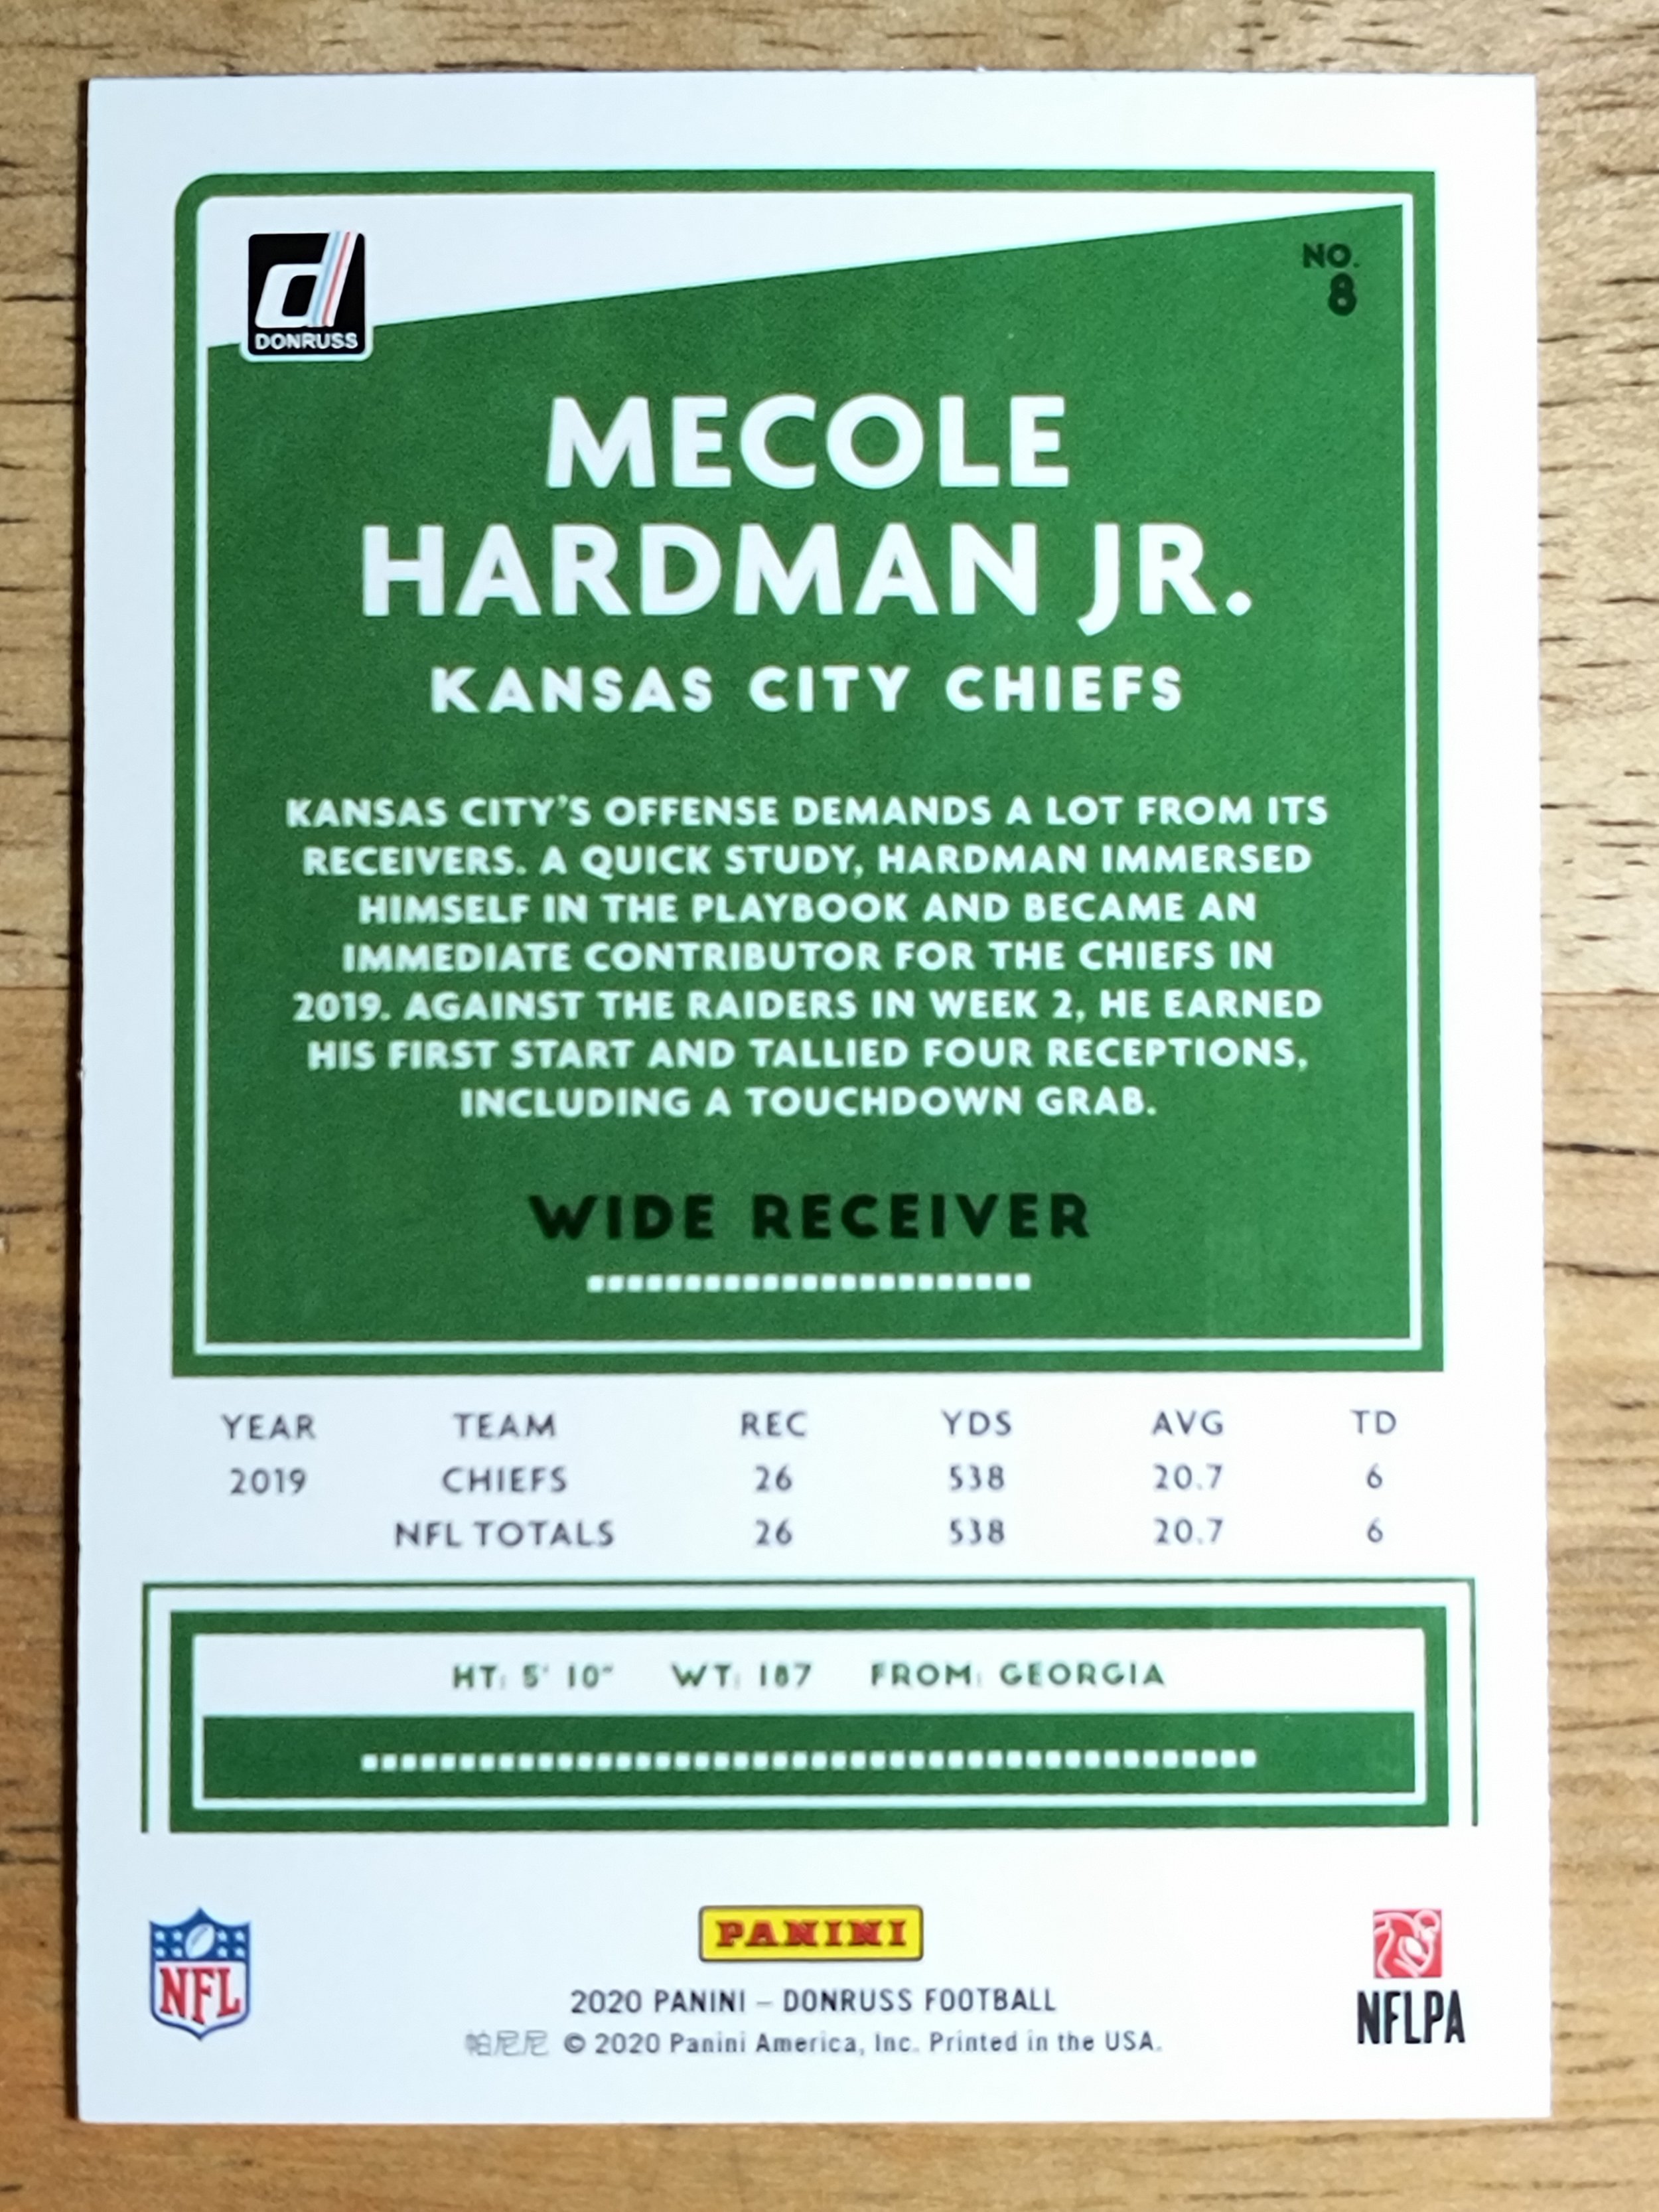 d
DONRUSS
NO.
8
MECOLE
HARDMAN JR.
KANSAS CITY CHIEFS
KANSAS CITY'S OFFENSE DEMANDS A LOT FROM ITS
RECEIVERS. A QUICK STUDY, HARDMAN IMMERSED
HIMSELF IN THE PLAYBOOK AND BECAME AN
IMMEDIATE CONTRIBUTOR FOR THE CHIEFS IN
2019. AGAINST THE RAIDERS IN WEEK 2, HE EARNED
HIS FIRST START AND TALLIED FOUR RECEPTIONS,
INCLUDING A TOUCHDOWN GRAB.
WIDE RECEIVER
YEAR TEAM REC YDS AVG TD
2019 CHIEFS 26 538 20.7 6
NFL TOTALS 26 538 20.7 6
HT: 5' 10" WT: 187 FROM: GEORGIA
NFL
PANINI
2020 PANINI – DONRUSS FOOTBALL
帕尼尼 © 2020 Panini America, Inc. Printed in the USA.
NFLPA